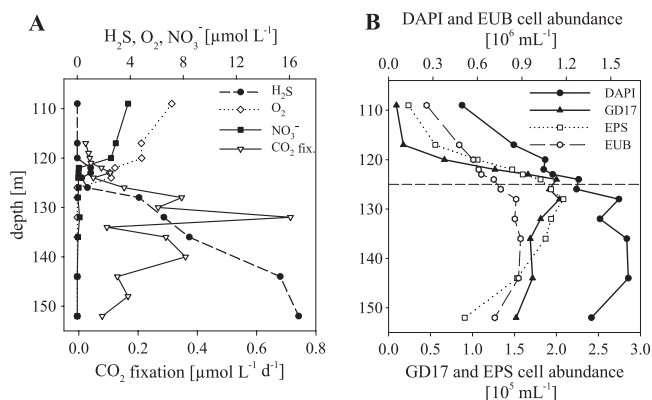 A
H₂S, O₂, NO₃⁻ [µmol L⁻¹]
0 4 8 12 16
110
120
130
140
150
depth [m]
H₂S
O₂
NO₃⁻
CO₂ fix.
0.0 0.2 0.4 0.6 0.8
CO₂ fixation [µmol L⁻¹ d⁻¹]
B
DAPI and EUB cell abundance
[10⁶ mL⁻¹]
0.0 0.3 0.6 0.8 1.1 1.4
110
120
130
140
150
DAPI
GD17
EPS
EUB
0.0 0.5 1.0 1.5 2.0 2.5 3.0
GD17 and EPS cell abundance
[10⁵ mL⁻¹]